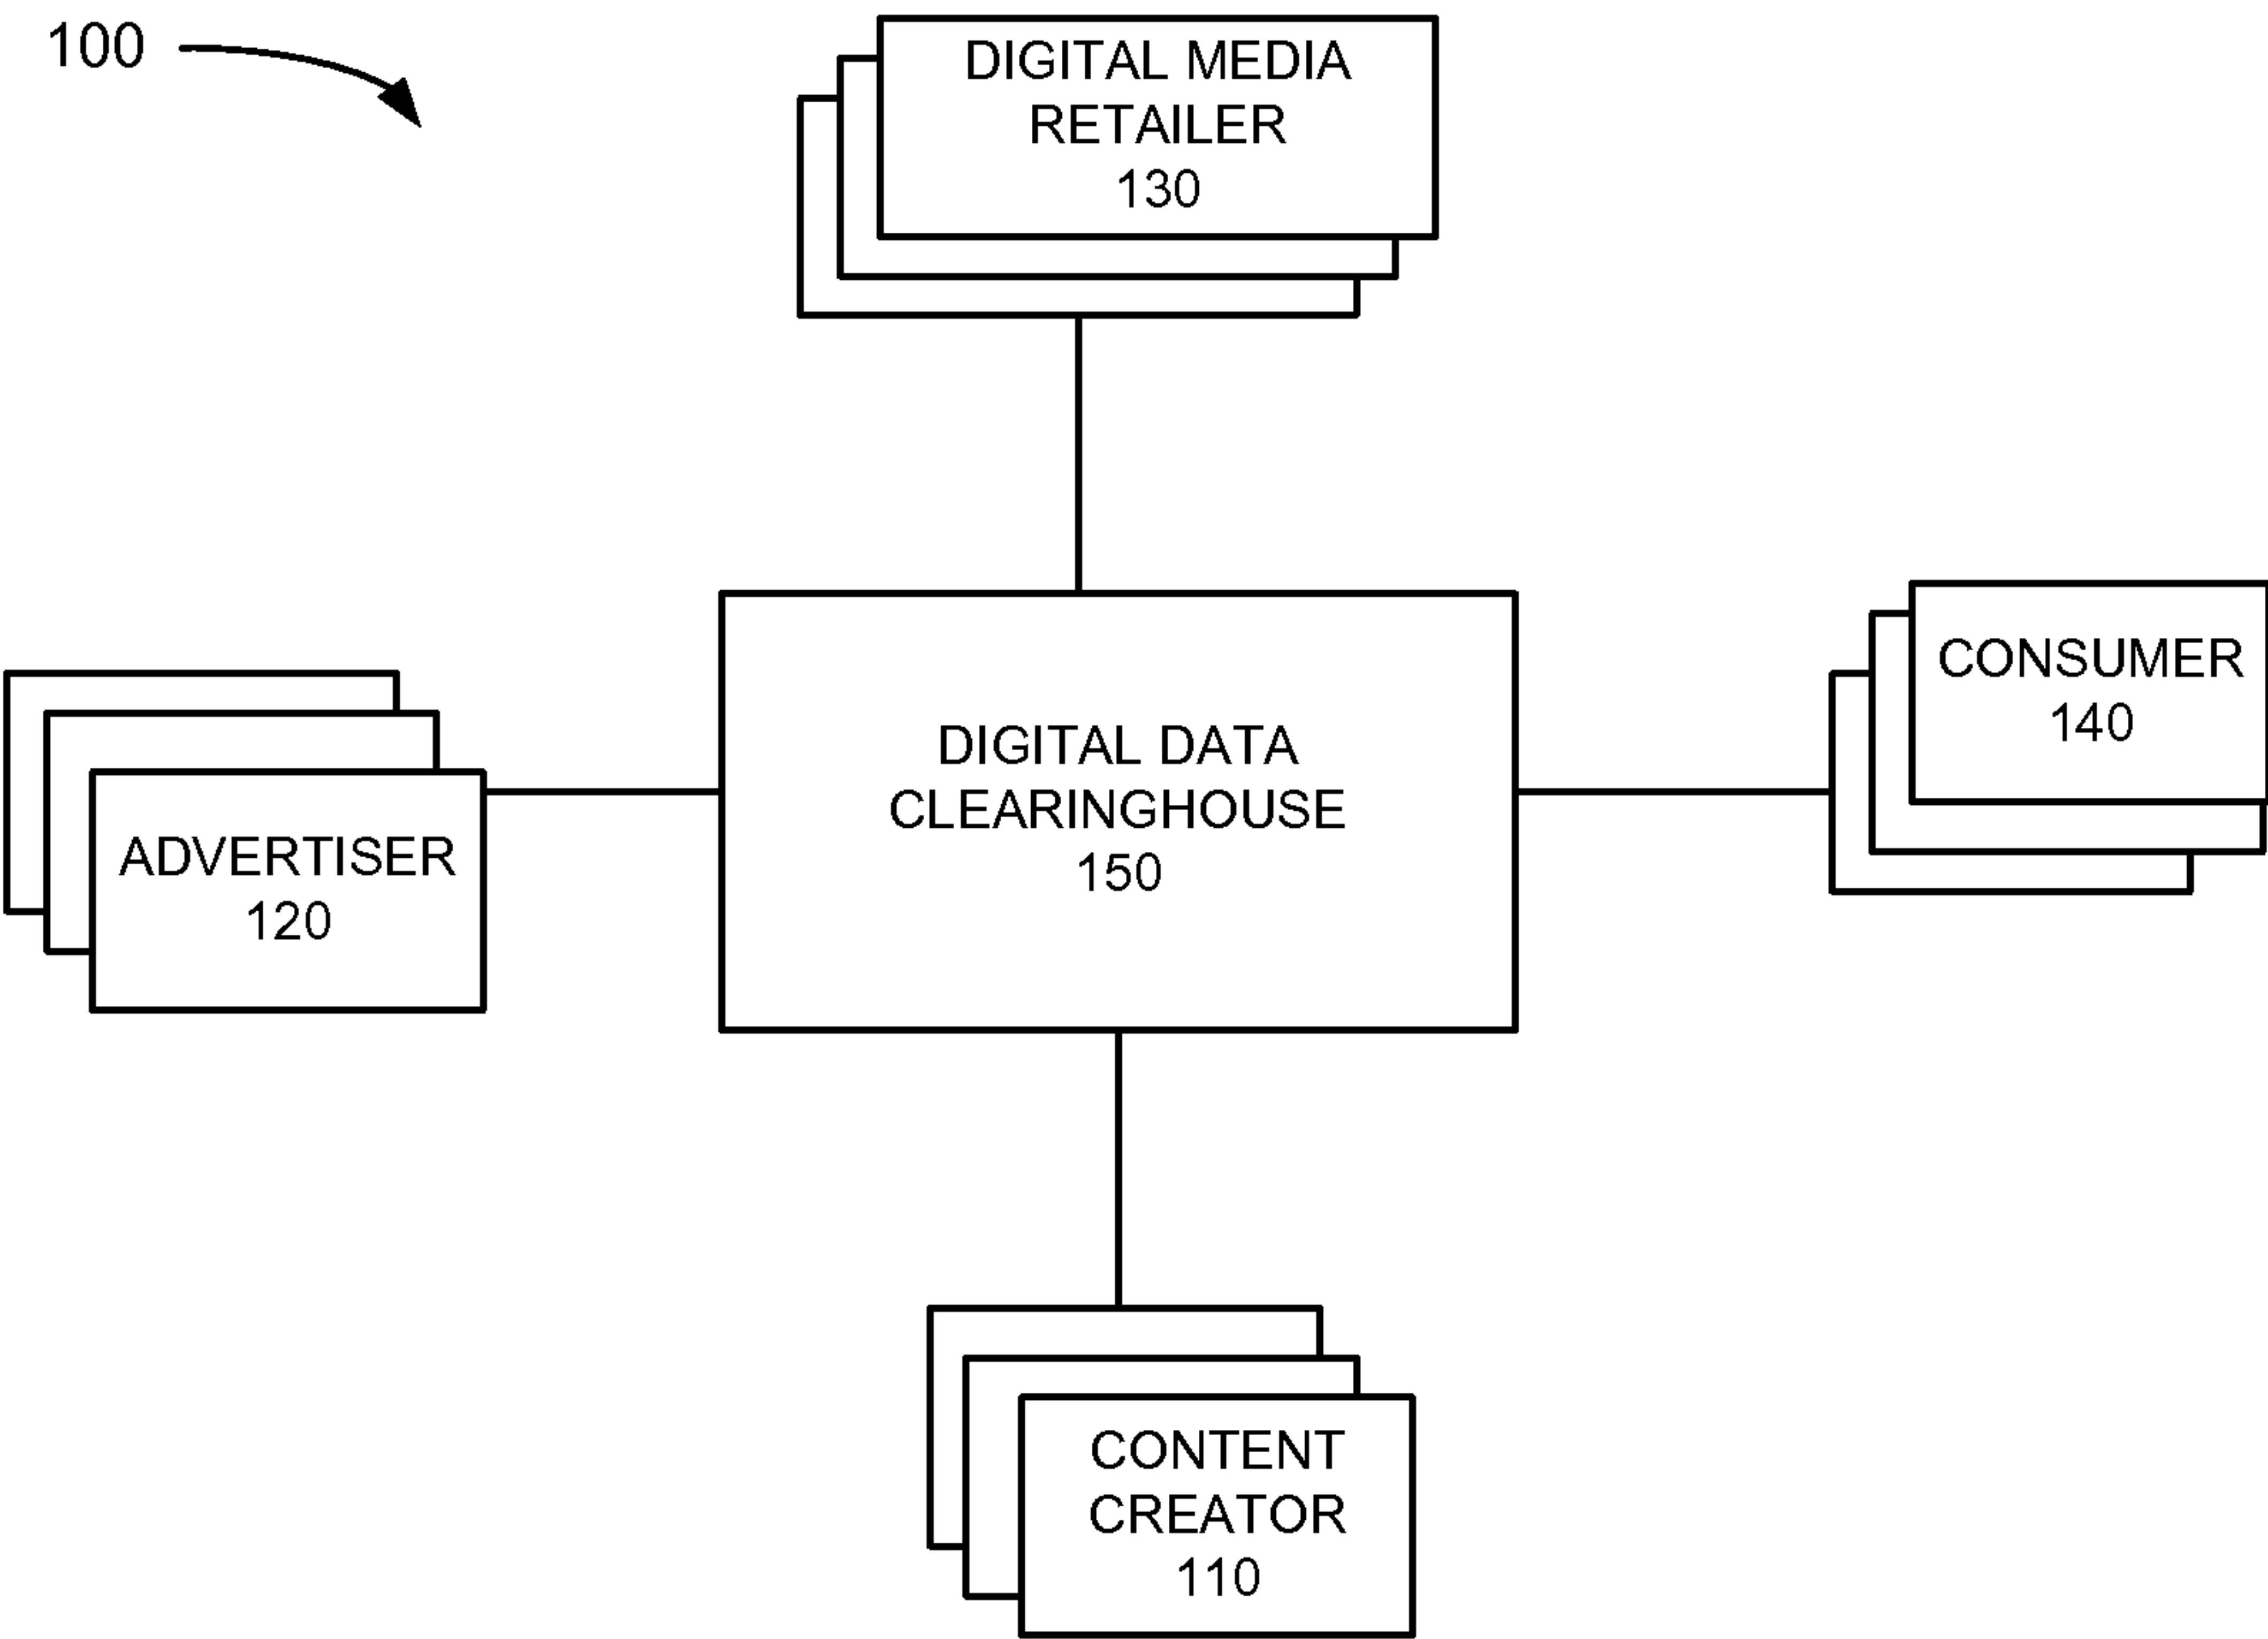 100
DIGITAL MEDIA
RETAILER
130
CONSUMER
140
DIGITAL DATA
CLEARINGHOUSE
150
ADVERTISER
120
CONTENT
CREATOR
110